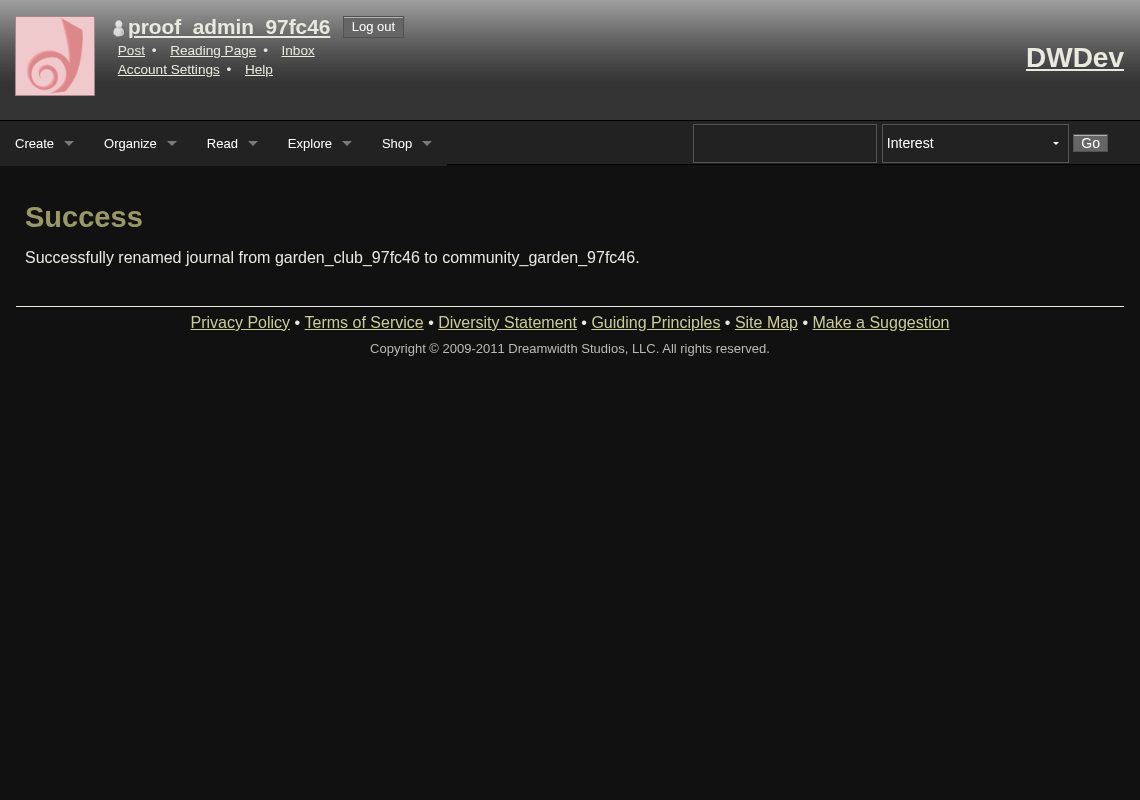 proof_admin_97fc46 Log out
Post • Reading Page • Inbox
Account Settings • Help
DWDev
Create Organize Read Explore Shop Interest Go
Success
Successfully renamed journal from garden_club_97fc46 to community_garden_97fc46.
Privacy Policy • Terms of Service • Diversity Statement • Guiding Principles • Site Map • Make a Suggestion
Copyright © 2009-2011 Dreamwidth Studios, LLC. All rights reserved.